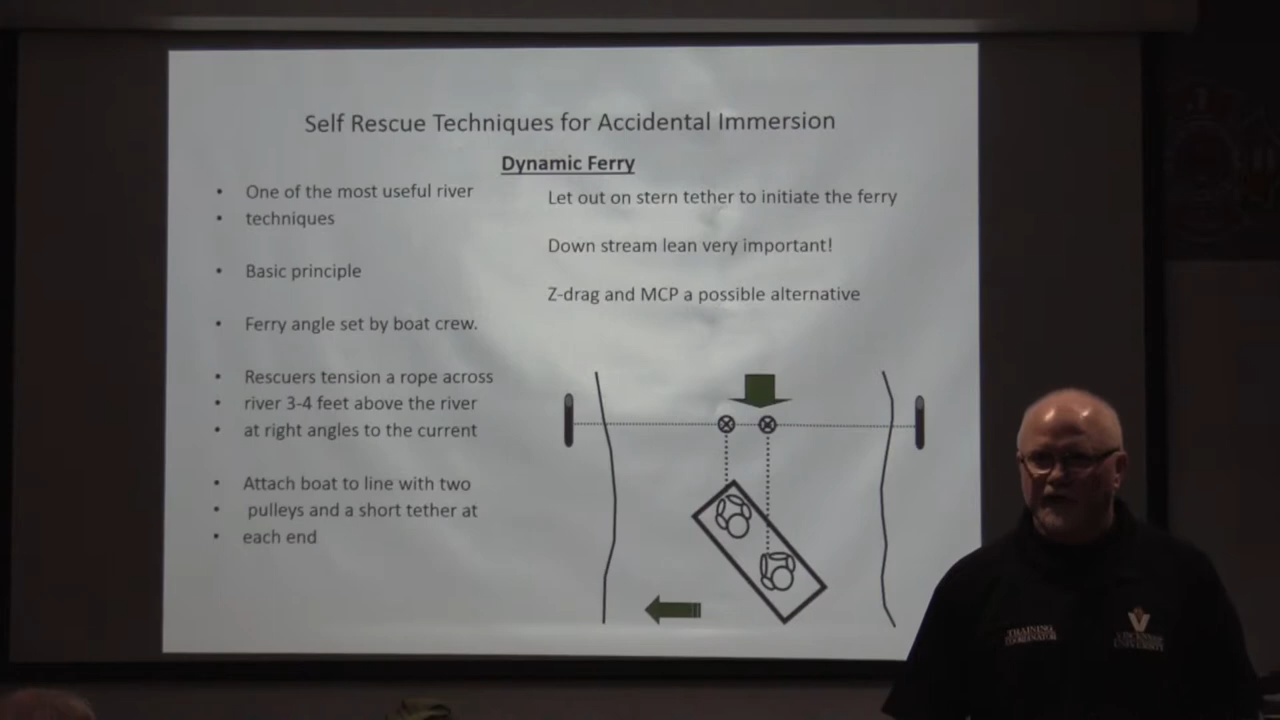 Self Rescue Techniques for Accidental Immersion
Dynamic Ferry
• One of the most useful river
• techniques
• Basic principle
• Ferry angle set by boat crew.
• Rescuers tension a rope across
• river 3-4 feet above the river
• at right angles to the current
• Attach boat to line with two
• pulleys and a short tether at
• each end
Let out on stern tether to initiate the ferry
Down stream lean very important!
Z-drag and MCP a possible alternative
TRAINING
COORDINATOR
V
UNIVERSITY